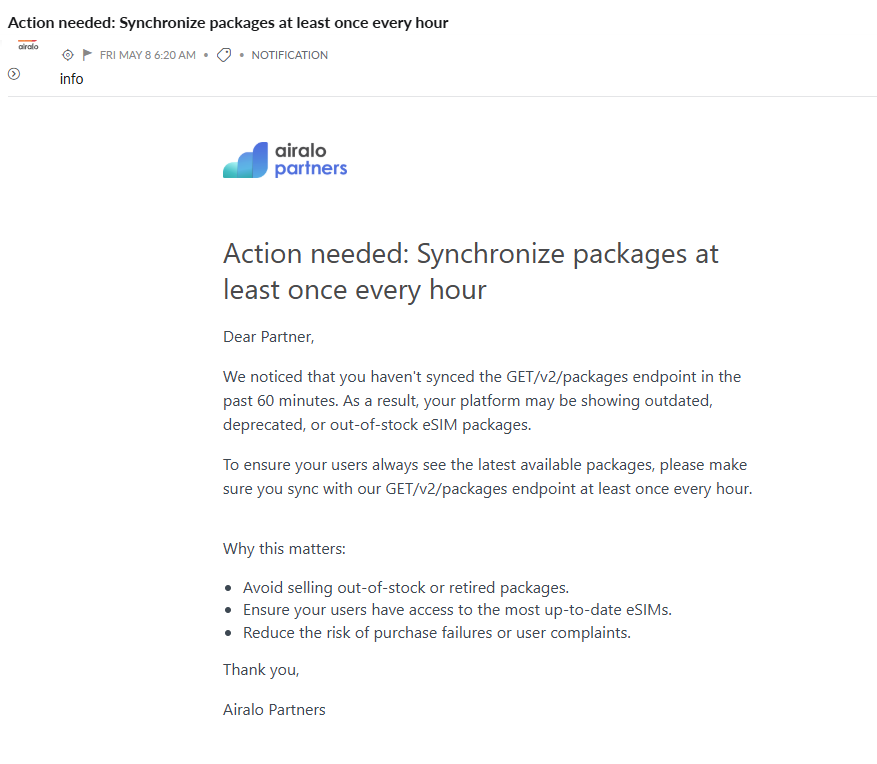 Action needed: Synchronize packages at least once every hour
airalo
FRI MAY 8 6:20 AM • • NOTIFICATION
info
airalo
partners
Action needed: Synchronize packages at
least once every hour
Dear Partner,
We noticed that you haven't synced the GET/v2/packages endpoint in the
past 60 minutes. As a result, your platform may be showing outdated,
deprecated, or out-of-stock eSIM packages.
To ensure your users always see the latest available packages, please make
sure you sync with our GET/v2/packages endpoint at least once every hour.
Why this matters:
• Avoid selling out-of-stock or retired packages.
• Ensure your users have access to the most up-to-date eSIMs.
• Reduce the risk of purchase failures or user complaints.
Thank you,
Airalo Partners